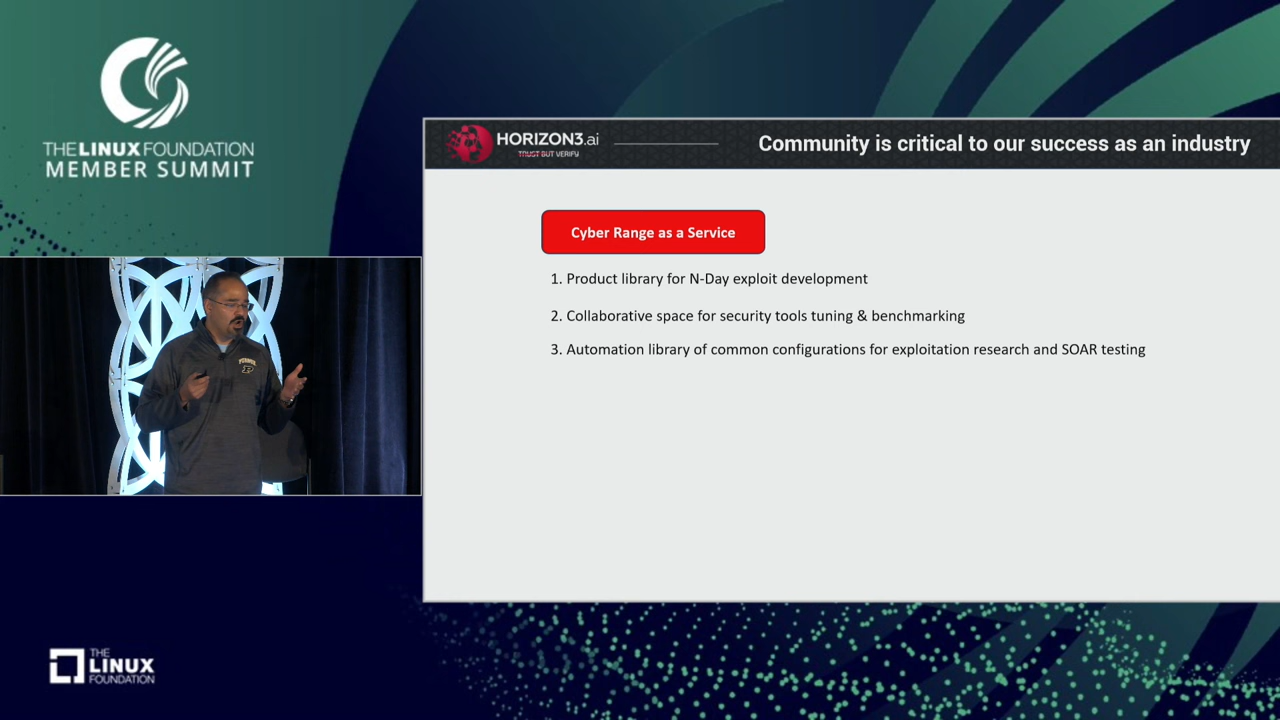 THE LINUX FOUNDATION
MEMBER SUMMIT
HORIZON3.ai
TRUST BUT VERIFY
Community is critical to our success as an industry
Cyber Range as a Service
1. Product library for N-Day exploit development
2. Collaborative space for security tools tuning & benchmarking
3. Automation library of common configurations for exploitation research and SOAR testing
PURDUE
P
THE
LINUX
FOUNDATION